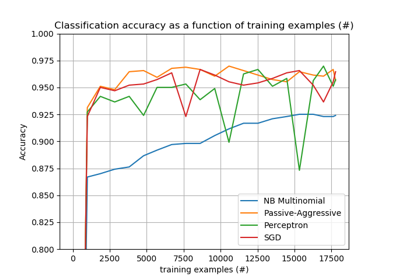 Classification accuracy as a function of training examples (#)
1.000
0.975
0.950
0.925
0.900
0.875
0.850
0.825
0.800
Accuracy
NB Multinomial
Passive-Aggressive
Perceptron
SGD
0 2500 5000 7500 10000 12500 15000 17500
training examples (#)